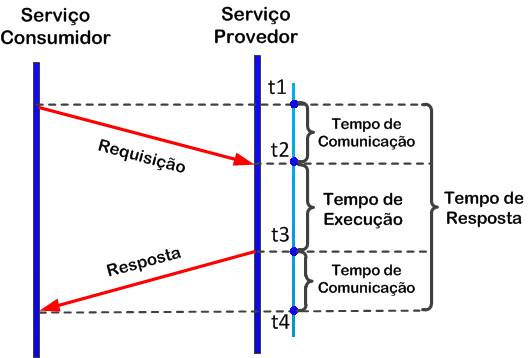 Serviço
Consumidor
Serviço
Provedor
t1
Tempo de
Comunicação
Requisição
t2
Tempo de
Execução
Tempo de
Resposta
t3
Resposta
Tempo de
Comunicação
t4